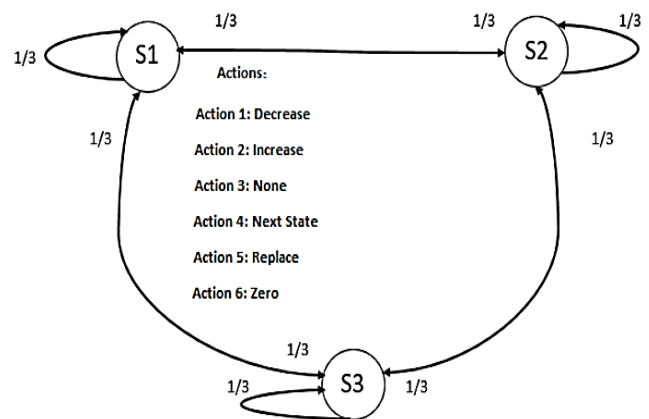 1/3 1/3
1/3 S1 S2 1/3
Actions:
Action 1: Decrease
1/3 1/3
Action 2: Increase
Action 3: None
Action 4: Next State
Action 5: Replace
Action 6: Zero
1/3
1/3 S3 1/3